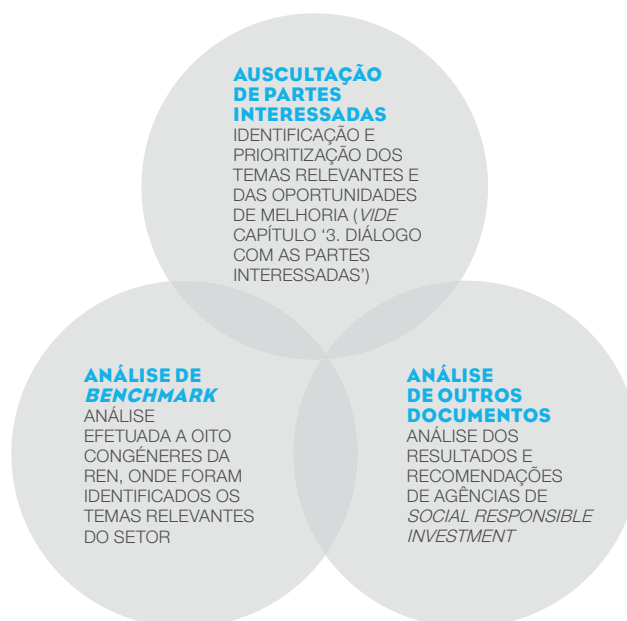 AUSCULTAÇÃO
DE PARTES
INTERESSADAS
IDENTIFICAÇÃO E
PRIORITIZAÇÃO DOS
TEMAS RELEVANTES E
DAS OPORTUNIDADES
DE MELHORIA (VIDE
CAPÍTULO ‘3. DIÁLOGO
COM AS PARTES
INTERESSADAS’)
ANÁLISE DE
BENCHMARK
ANÁLISE
EFETUADA A OITO
CONGÉNERES DA
REN, ONDE FORAM
IDENTIFICADOS OS
TEMAS RELEVANTES
DO SETOR
ANÁLISE
DE OUTROS
DOCUMENTOS
ANÁLISE DOS
RESULTADOS E
RECOMENDAÇÕES
DE AGÊNCIAS DE
SOCIAL RESPONSIBLE
INVESTMENT